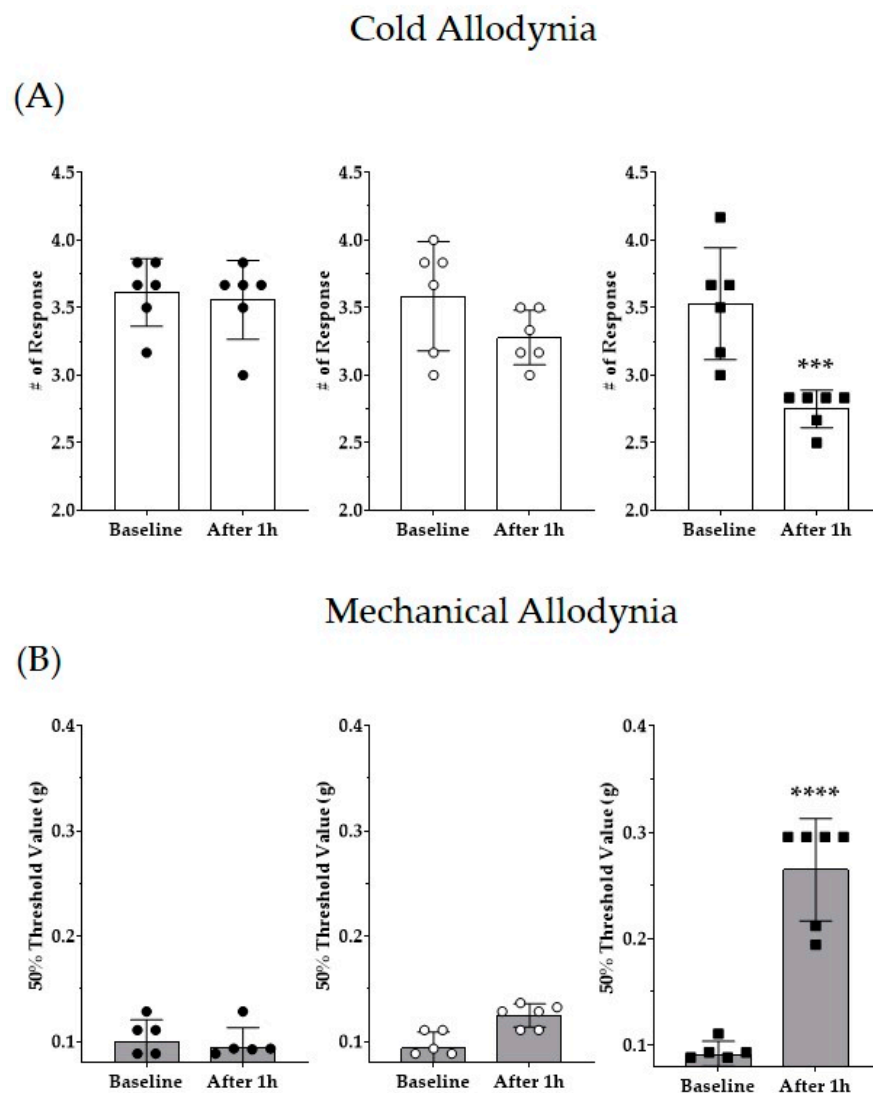 Cold Allodynia
(A)
# of Response
4.5
4.0
3.5
3.0
2.5
2.0
Baseline After 1h
# of Response
4.5
4.0
3.5
3.0
2.5
2.0
Baseline After 1h
# of Response
4.5
4.0
3.5
3.0
2.5
2.0
***
Baseline After 1h
Mechanical Allodynia
(B)
50% Threshold Value (g)
0.4
0.3
0.2
0.1
Baseline After 1h
50% Threshold Value (g)
0.4
0.3
0.2
0.1
Baseline After 1h
50% Threshold Value (g)
0.4
0.3
0.2
0.1
****
Baseline After 1h